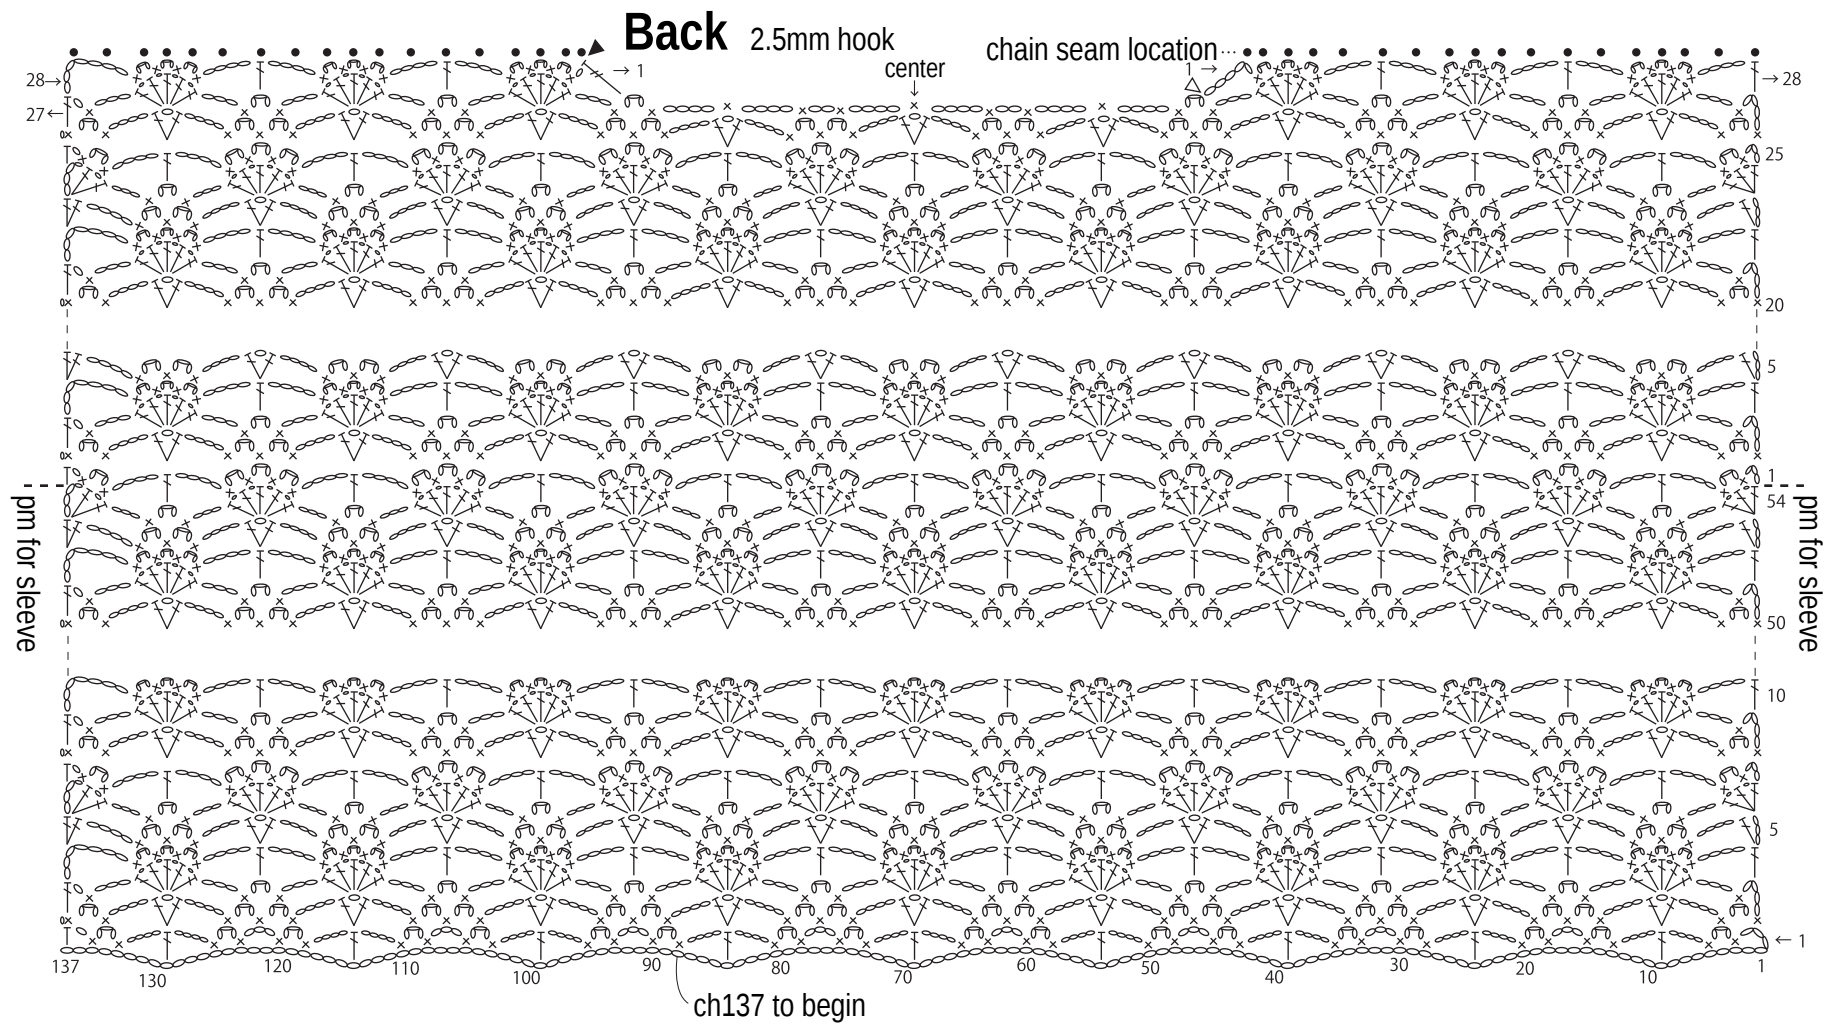 Back 2.5mm hook
chain seam location
center
28
→ 1
1 →
→ 28
27 ←
25
20
5
1
54
pm for sleeve
pm for sleeve
50
10
5
← 1
137 130 120 110 100 90 80 70 60 50 40 30 20 10 1
ch137 to begin